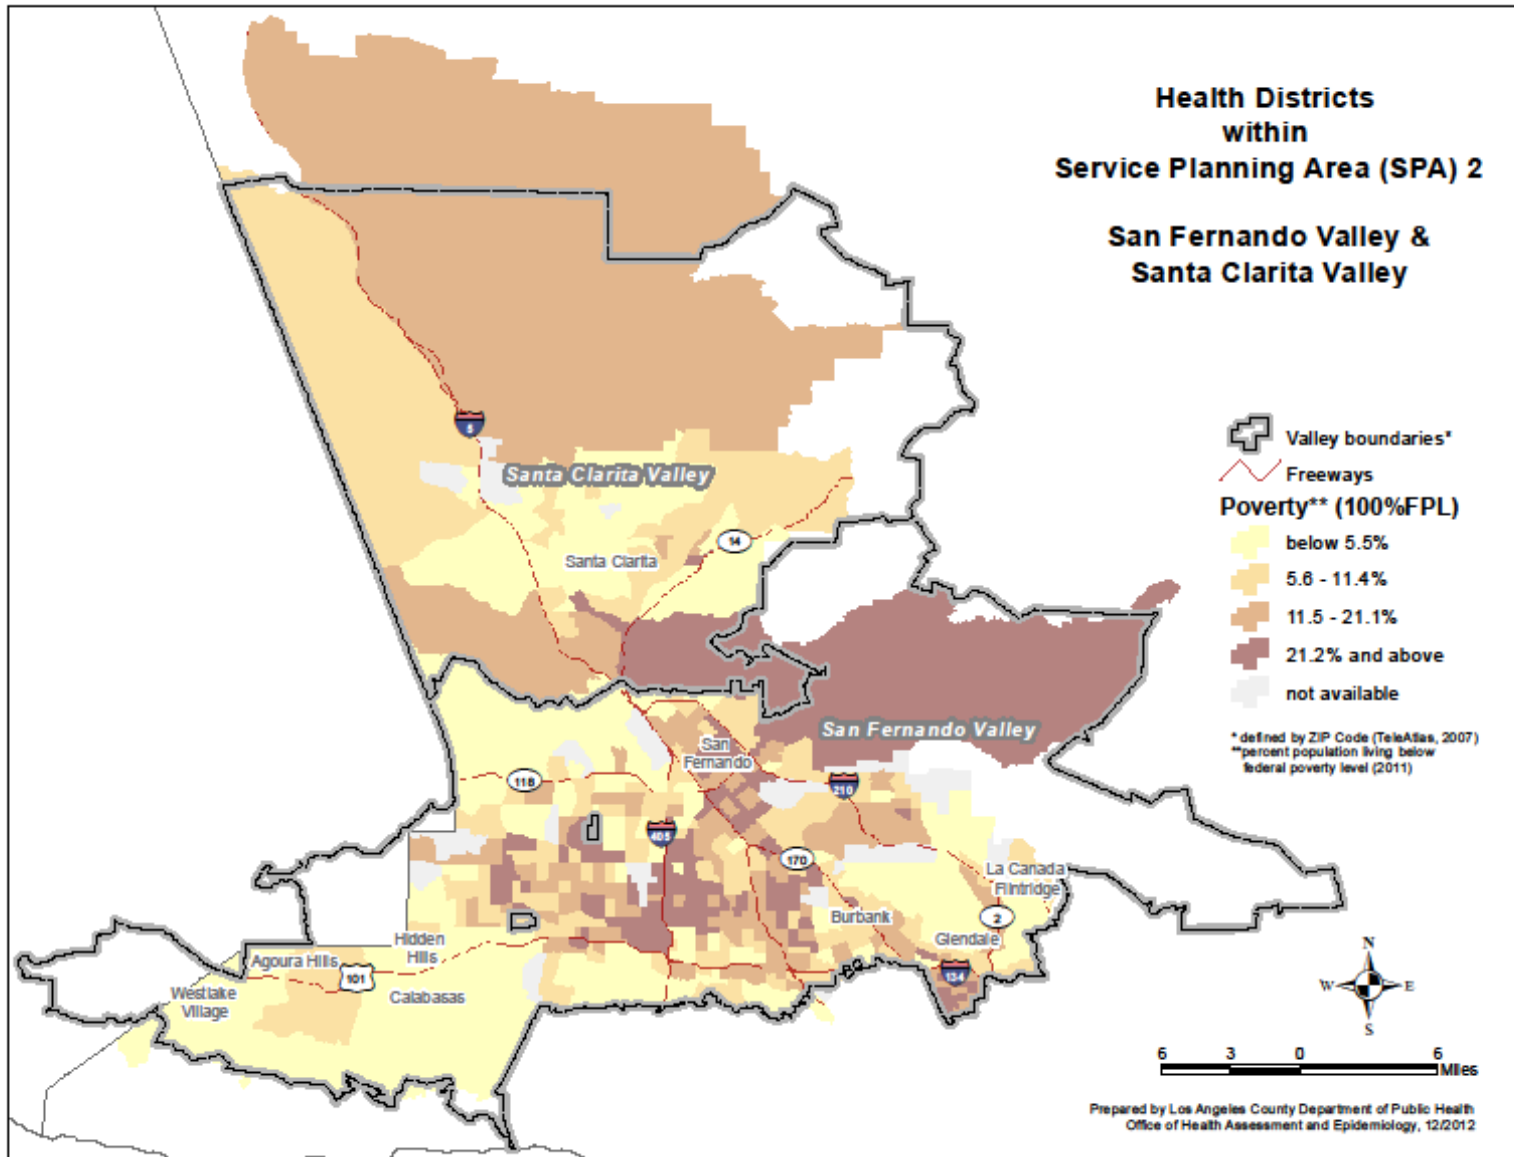 Health Districts
within
Service Planning Area (SPA) 2
San Fernando Valley &
Santa Clarita Valley
5
Valley boundaries*
Freeways
Poverty** (100%FPL)
below 5.5%
5.6 - 11.4%
11.5 - 21.1%
21.2% and above
not available
* defined by ZIP Code (TeleAtlas, 2007)
**percent population living below
federal poverty level (2011)
Santa Clarita Valley
14
Santa Clarita
San Fernando Valley
San
Fernando
118
210
405
170
La Canada
Flintridge
Burbank
2
Glendale
Hidden
Hills
Agoura Hills
101
134
Westlake
Village
Calabasas
N
W
E
S
6 3 0 6
Miles
Prepared by Los Angeles County Department of Public Health
Office of Health Assessment and Epidemiology, 12/2012